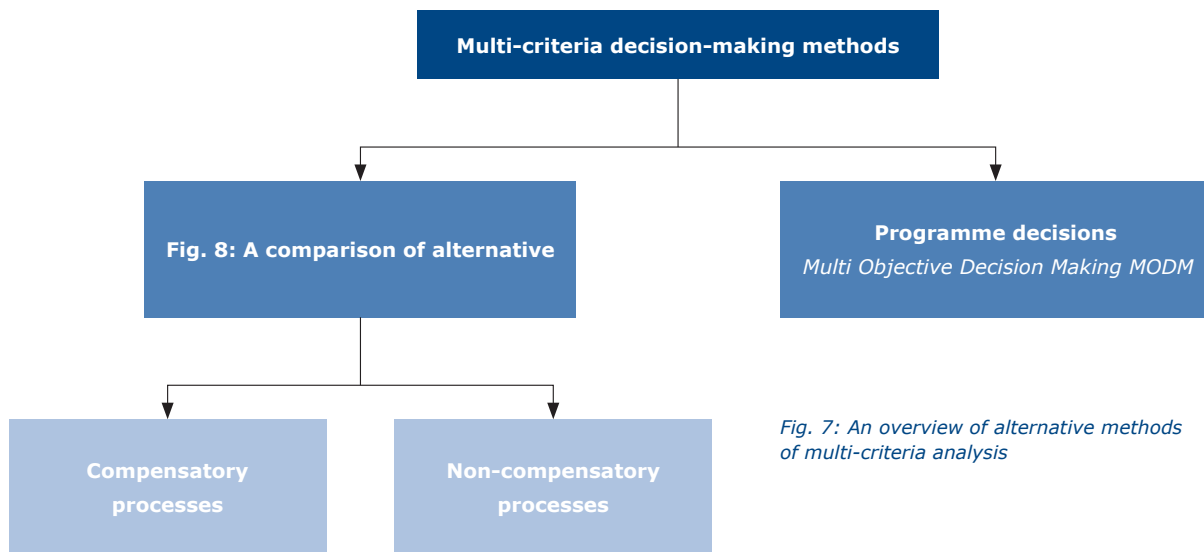 Multi-criteria decision-making methods
Fig. 8: A comparison of alternative
Programme decisions
Multi Objective Decision Making MODM
Compensatory
processes
Non-compensatory
processes
Fig. 7: An overview of alternative methods
of multi-criteria analysis